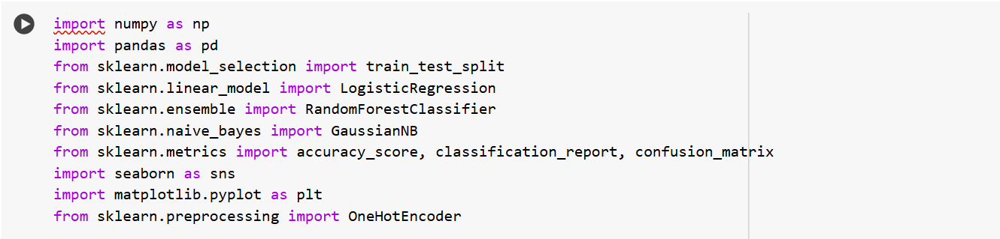 import numpy as np
import pandas as pd
from sklearn.model_selection import train_test_split
from sklearn.linear_model import LogisticRegression
from sklearn.ensemble import RandomForestClassifier
from sklearn.naive_bayes import GaussianNB
from sklearn.metrics import accuracy_score, classification_report, confusion_matrix
import seaborn as sns
import matplotlib.pyplot as plt
from sklearn.preprocessing import OneHotEncoder